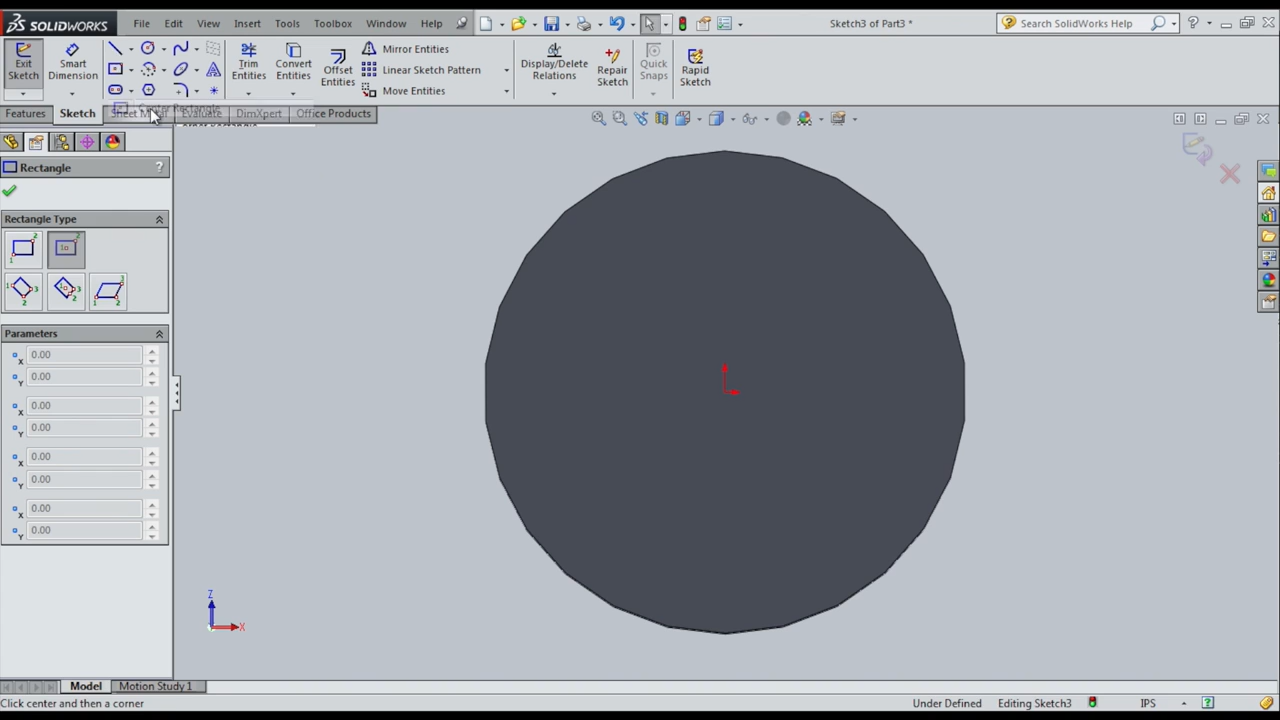 SOLIDWORKS
File Edit View Insert Tools Toolbox Window Help
Sketch3 of Part3 *
Search SolidWorks Help
Exit Sketch
Smart Dimension
Trim Entities
Convert Entities
Offset Entities
Mirror Entities
Linear Sketch Pattern
Move Entities
Display/Delete Relations
Repair Sketch
Quick Snaps
Rapid Sketch
Center Rectangle
Features Sketch Sheet Metal Evaluate DimXpert Office Products
Rectangle ?
Rectangle Type
Parameters
X 0.00
Y 0.00
X 0.00
Y 0.00
X 0.00
Y 0.00
X 0.00
Y 0.00
Z
X
Model Motion Study 1
Click center and then a corner
Under Defined Editing Sketch3 IPS ?